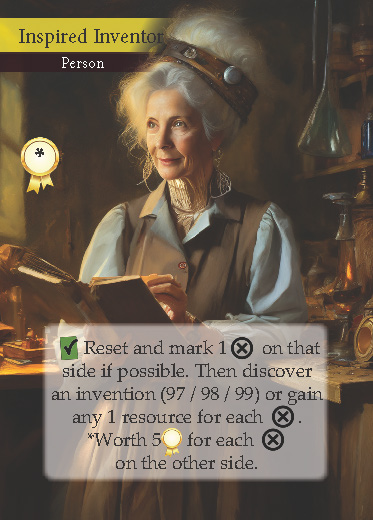 Inspired Inventor
Person
*
✓ Reset and mark 1 ⊗ on that
side if possible. Then discover
an invention (97 / 98 / 99) or gain
any 1 resource for each ⊗ .
*Worth 5 for each ⊗
on the other side.